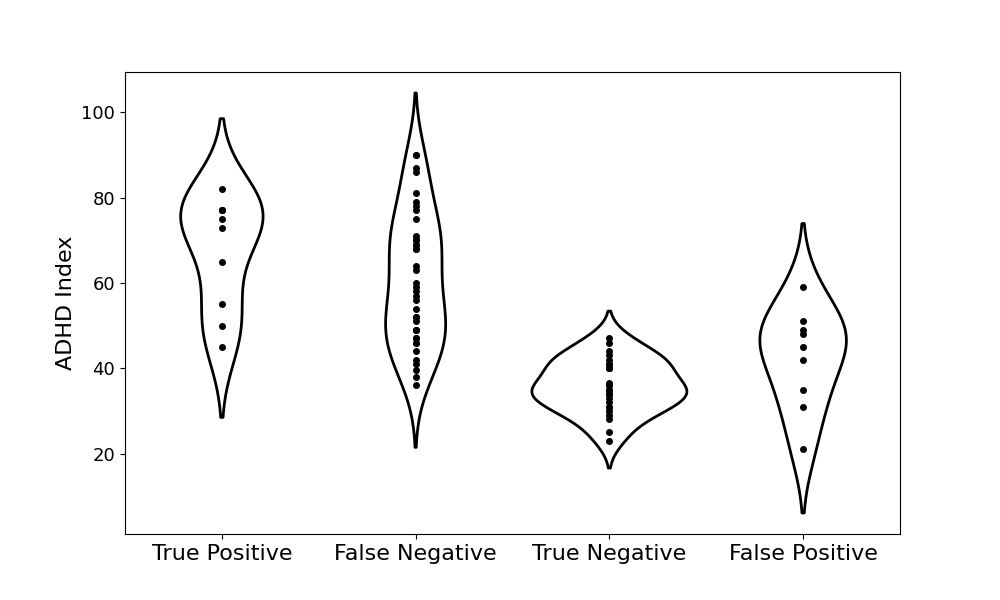 ADHD Index
100
80
60
40
20
True Positive
False Negative
True Negative
False Positive